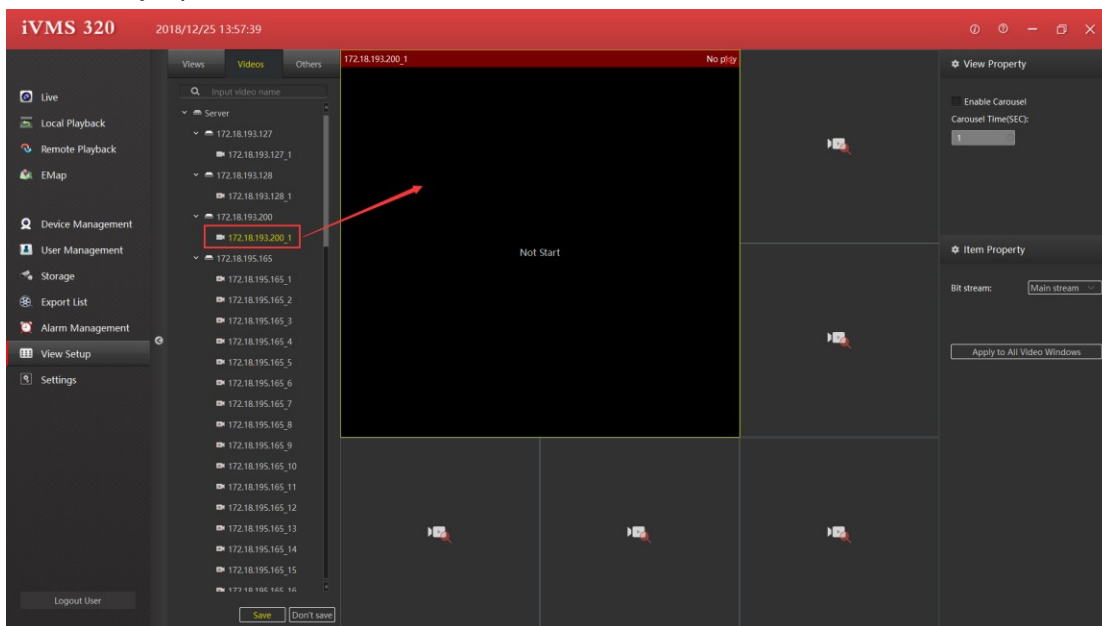 iVMS 320
2018/12/25 13:57:39
Live
Local Playback
Remote Playback
EMap
Device Management
User Management
Storage
Export List
Alarm Management
View Setup
Settings
Logout User
Views Videos Others
Input video name
Server
172.18.193.127
172.18.193.127_1
172.18.193.128
172.18.193.128_1
172.18.193.200
172.18.193.200_1
172.18.195.165
172.18.195.165_1
172.18.195.165_2
172.18.195.165_3
172.18.195.165_4
172.18.195.165_5
172.18.195.165_6
172.18.195.165_7
172.18.195.165_8
172.18.195.165_9
172.18.195.165_10
172.18.195.165_11
172.18.195.165_12
172.18.195.165_13
172.18.195.165_14
172.18.195.165_15
172.18.195.165_16
Save Don't save
172.18.193.200_1 No play
Not Start
View Property
Enable Carousel
Carousel Time(SEC):
1
Item Property
Bit stream: Main stream
Apply to All Video Windows